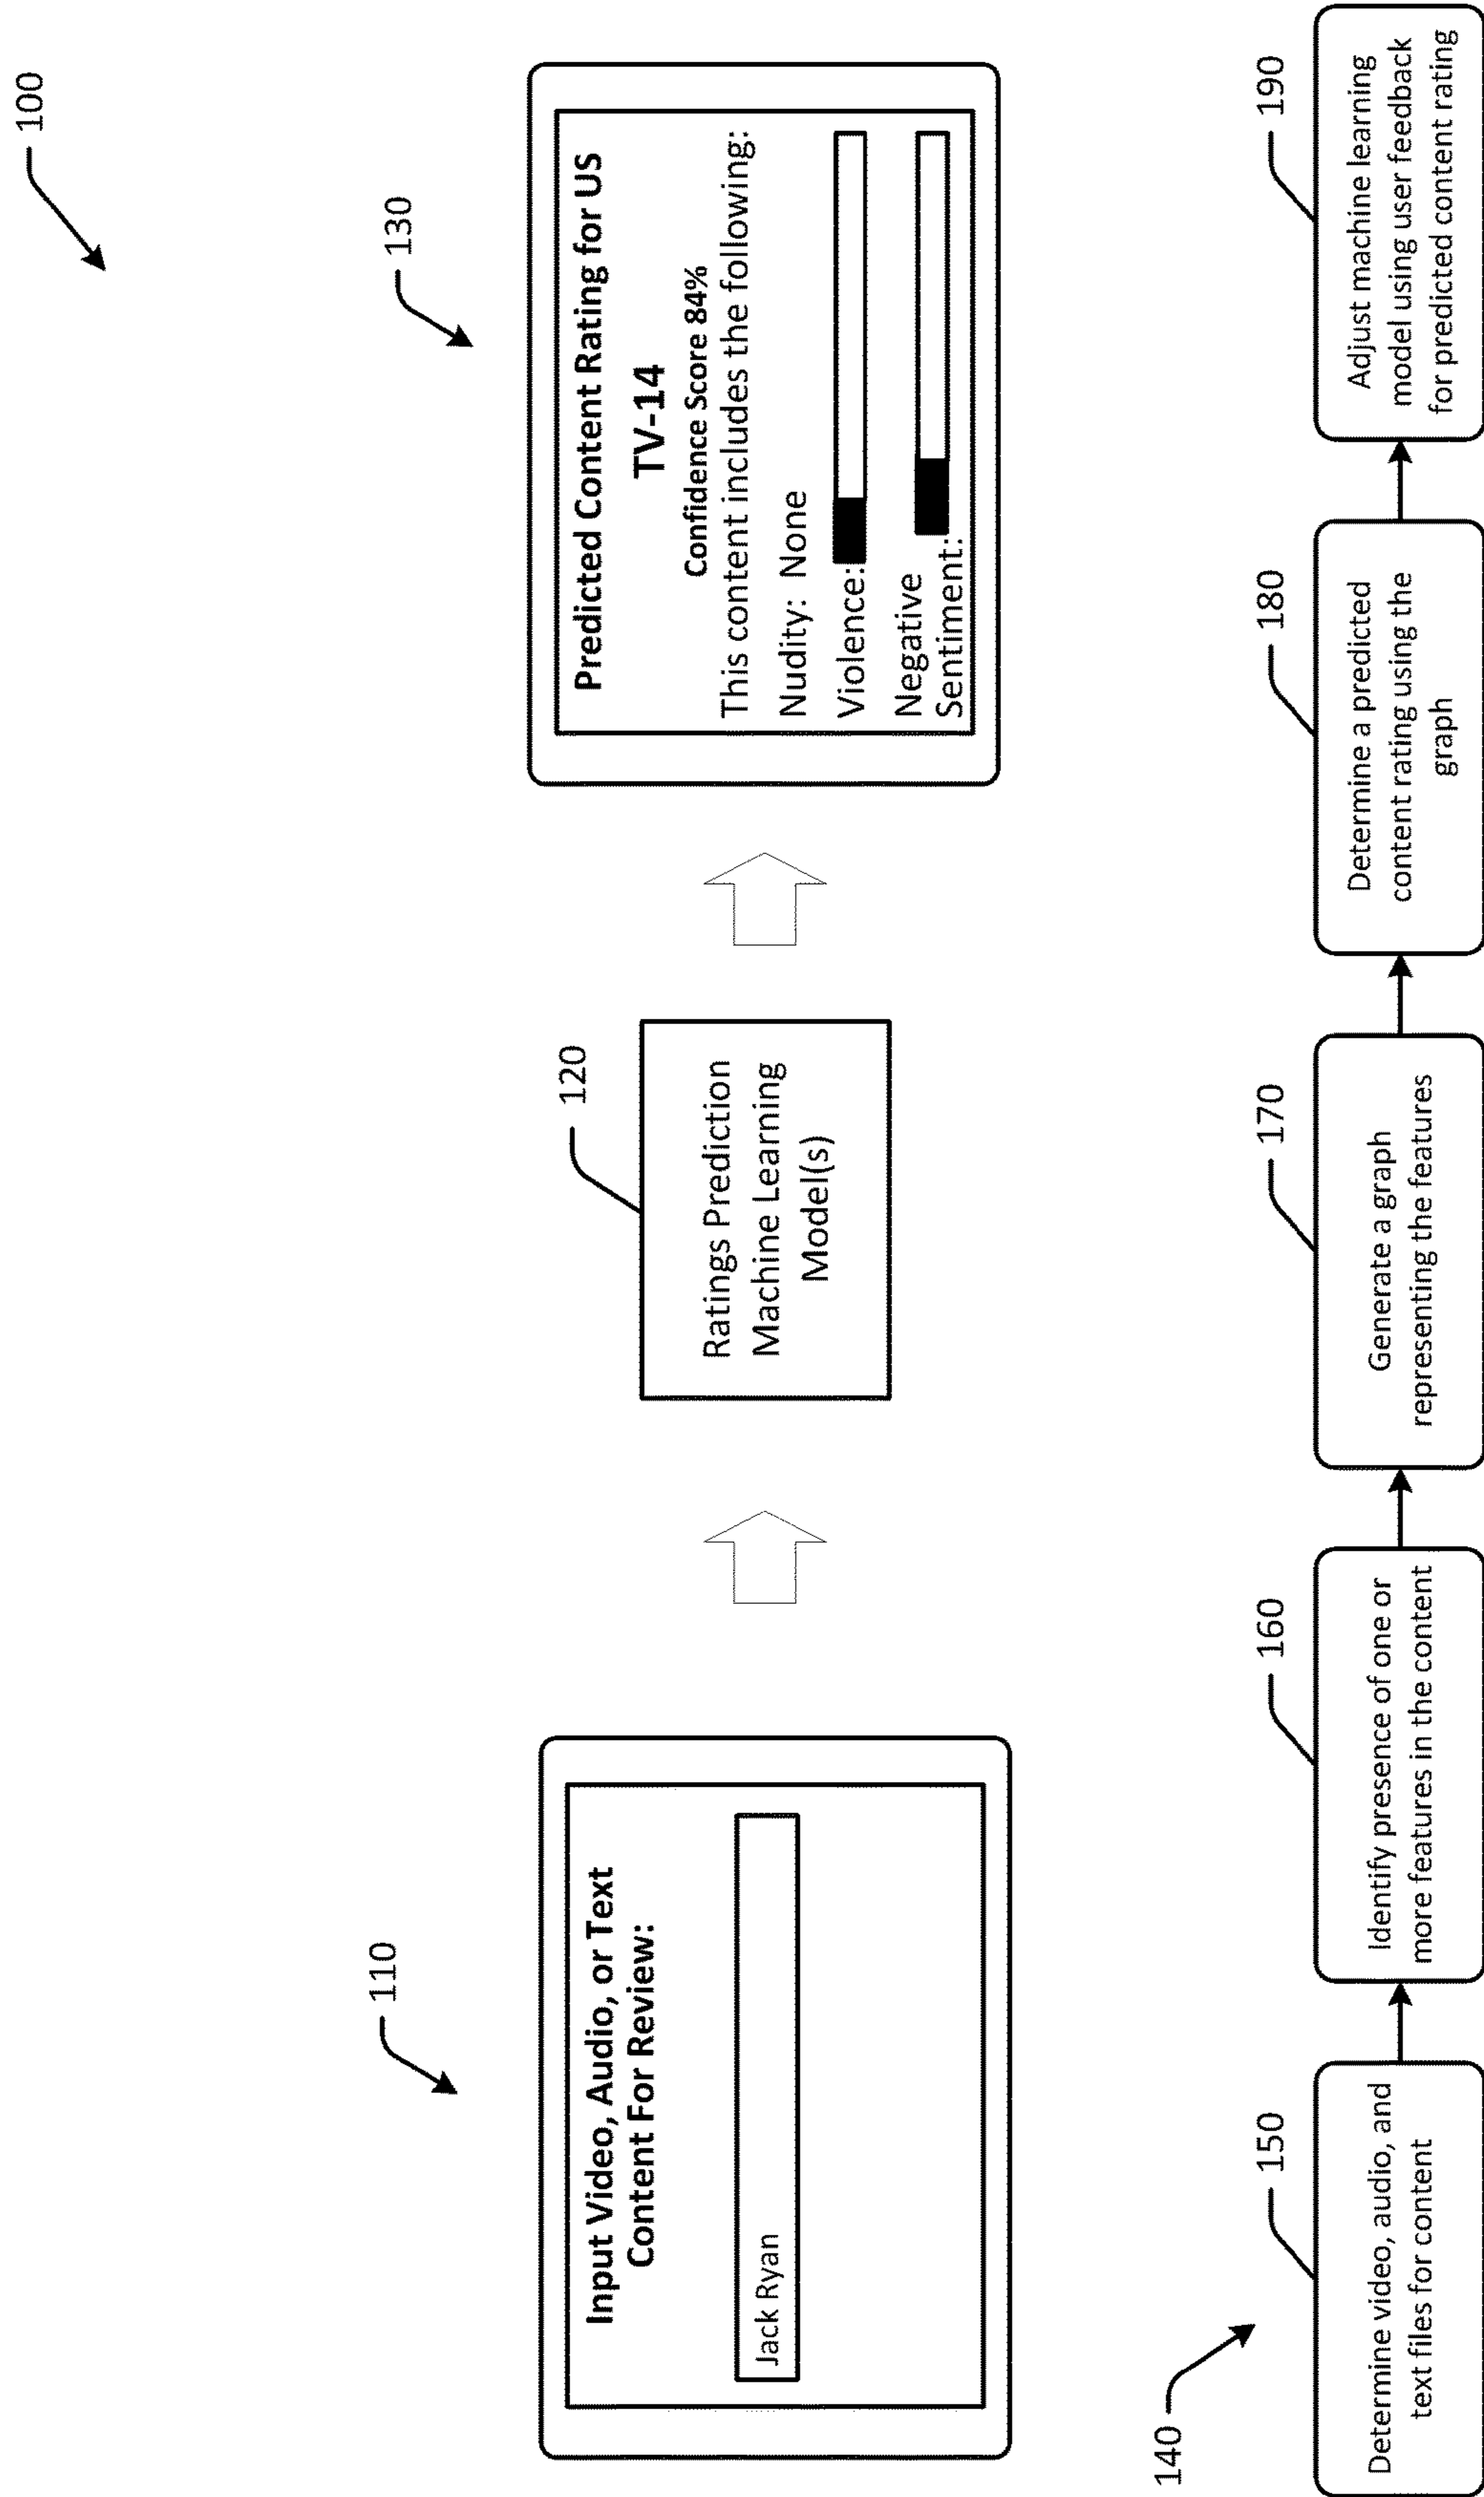 100
110
Input Video, Audio, or Text
Content For Review:
Jack Ryan
120
Ratings Prediction
Machine Learning
Model(s)
130
Predicted Content Rating for US
TV-14
Confidence Score 84%
This content includes the following:
Nudity: None
Violence:
Negative
Sentiment:
140
150
Determine video, audio, and
text files for content
160
Identify presence of one or
more features in the content
170
Generate a graph
representing the features
180
Determine a predicted
content rating using the
graph
190
Adjust machine learning
model using user feedback
for predicted content rating